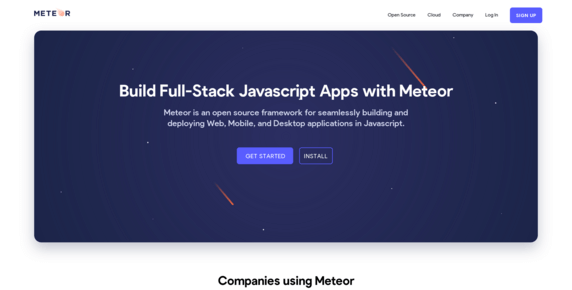 METEOR
Open Source
Cloud
Company
Log In
SIGN UP
Build Full-Stack Javascript Apps with Meteor
Meteor is an open source framework for seamlessly building and
deploying Web, Mobile, and Desktop applications in Javascript.
GET STARTED
INSTALL
Companies using Meteor